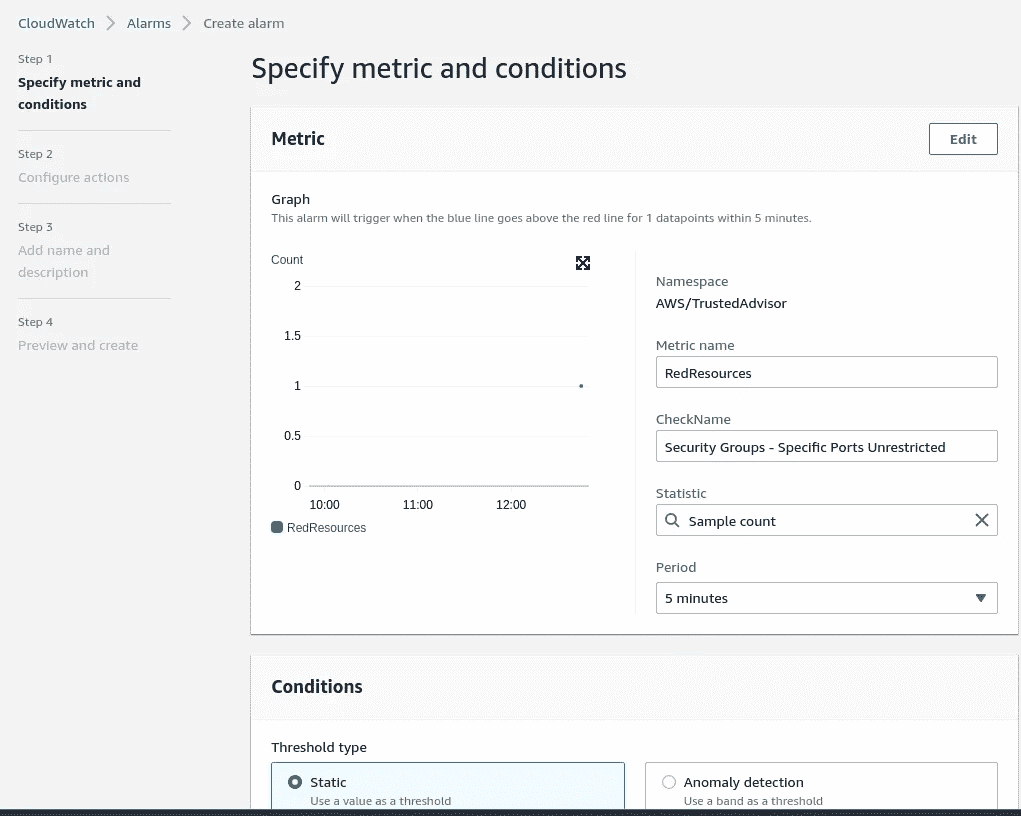 CloudWatch > Alarms > Create alarm
Step 1
Specify metric and
conditions
Step 2
Configure actions
Step 3
Add name and
description
Step 4
Preview and create
Specify metric and conditions
Metric
Edit
Graph
This alarm will trigger when the blue line goes above the red line for 1 datapoints within 5 minutes.
Count
2
1.5
1
0.5
0
10:00 11:00 12:00
RedResources
Namespace
AWS/TrustedAdvisor
Metric name
RedResources
CheckName
Security Groups - Specific Ports Unrestricted
Statistic
Sample count
Period
5 minutes
Conditions
Threshold type
Static
Use a value as a threshold
Anomaly detection
Use a band as a threshold